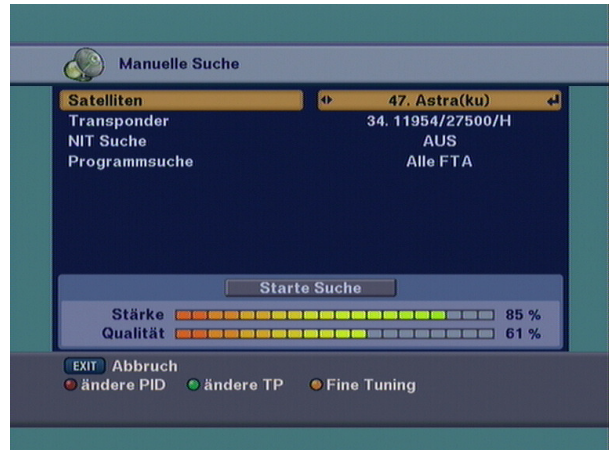 Manuelle Suche
Satelliten 47. Astra(ku)
Transponder 34. 11954/27500/H
NIT Suche AUS
Programmsuche Alle FTA
Starte Suche
Stärke 85 %
Qualität 61 %
EXIT Abbruch
ändere PID ändere TP Fine Tuning